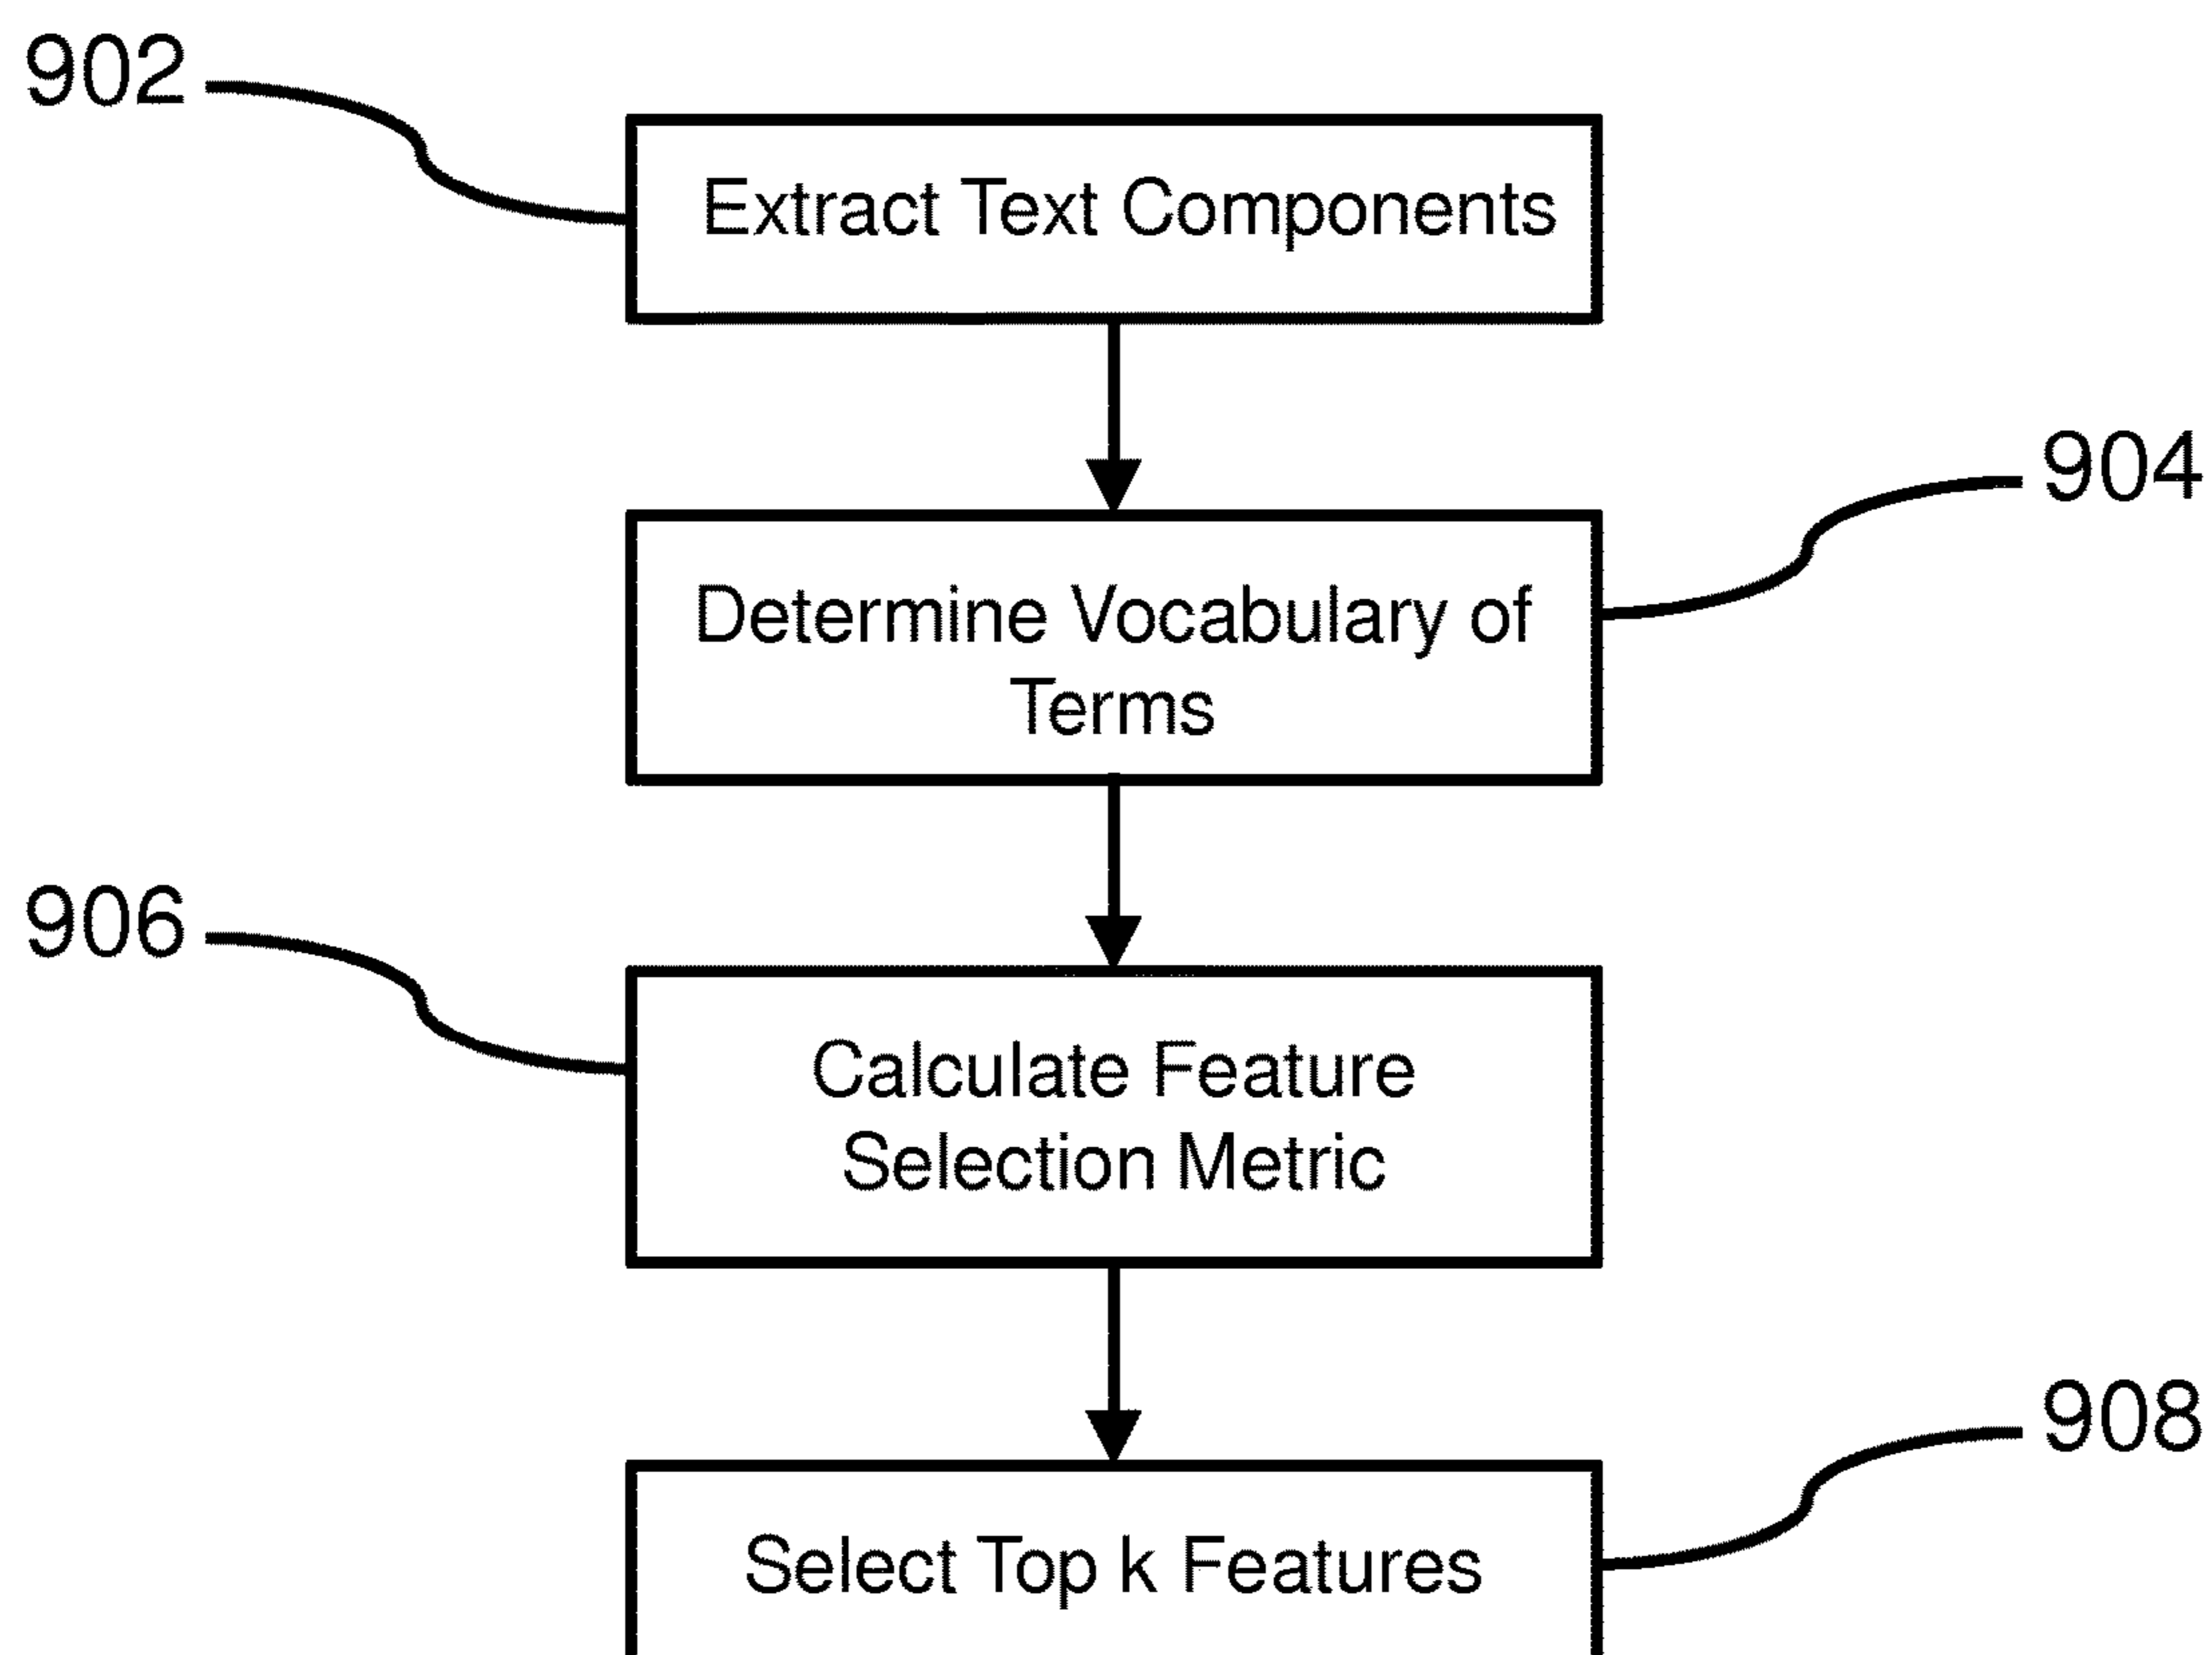 902
Extract Text Components
904
Determine Vocabulary of
Terms
906
Calculate Feature
Selection Metric
908
Select Top k Features